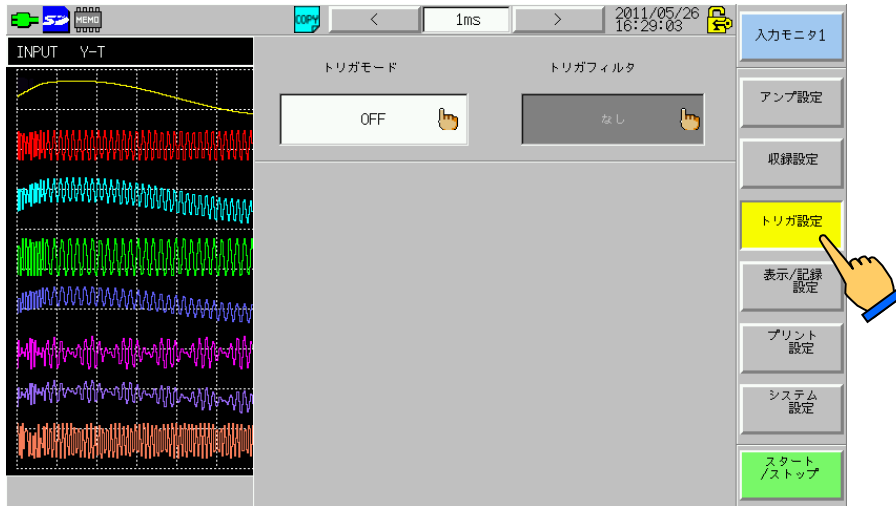 SD
MEMO
COPY
<
1ms
>
2011/05/26
16:29:03
入力モニタ1
INPUT Y-T
トリガモード
トリガフィルタ
OFF
なし
アンプ設定
収録設定
トリガ設定
表示/記録
設定
プリント
設定
システム
設定
スタート
/ストップ